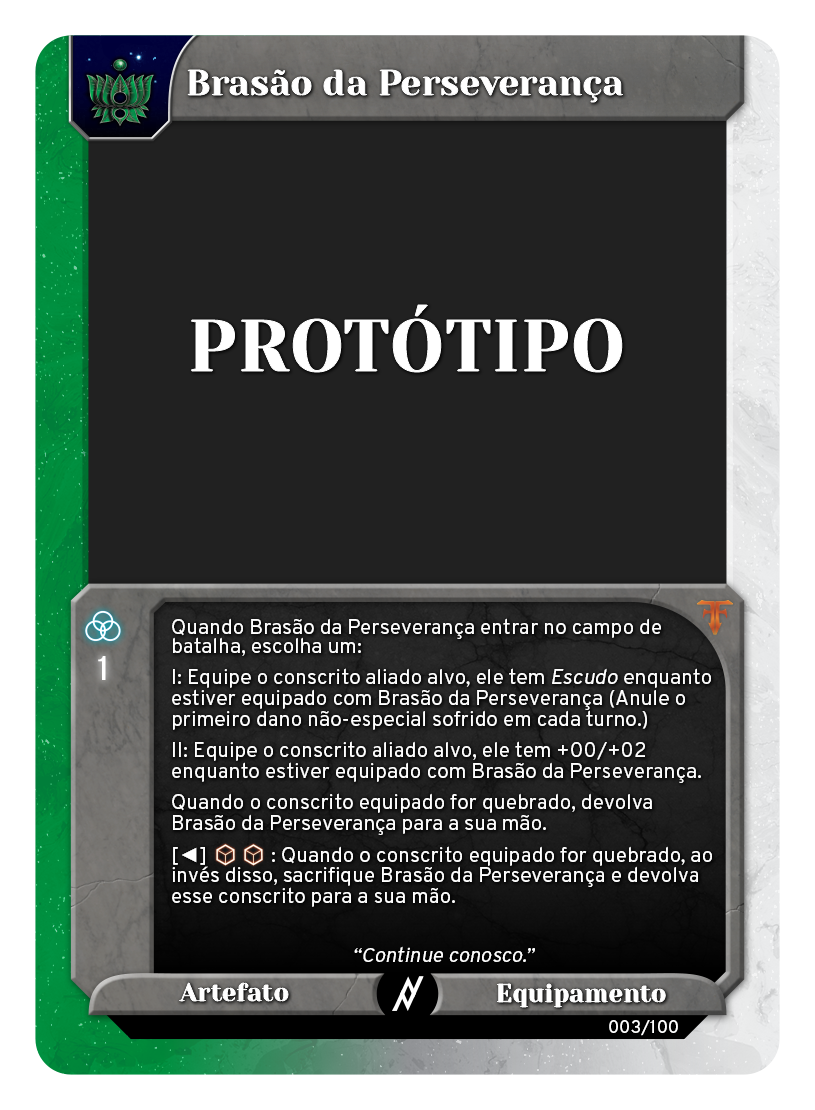 Brasão da Perseverança
PROTÓTIPO
1
Quando Brasão da Perseverança entrar no campo de
batalha, escolha um:
I: Equipe o conscrito aliado alvo, ele tem Escudo enquanto
estiver equipado com Brasão da Perseverança (Anule o
primeiro dano não-especial sofrido em cada turno.)
II: Equipe o conscrito aliado alvo, ele tem +00/+02
enquanto estiver equipado com Brasão da Perseverança.
Quando o conscrito equipado for quebrado, devolva
Brasão da Perseverança para a sua mão.
[◄] : Quando o conscrito equipado for quebrado, ao
invés disso, sacrifique Brasão da Perseverança e devolva
esse conscrito para a sua mão.
“Continue conosco.”
Artefato
Equipamento
003/100